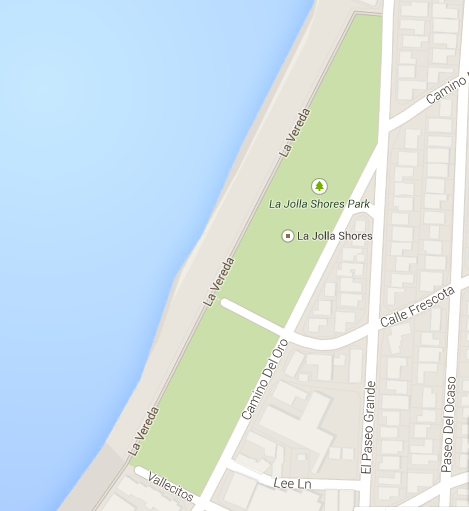 Camino
La Vereda
La Jolla Shores Park
La Jolla Shores
La Vereda
Calle Frescota
Camino Del Oro
El Paseo Grande
Paseo Del Ocaso
La Vereda
Vallecitos
Lee Ln